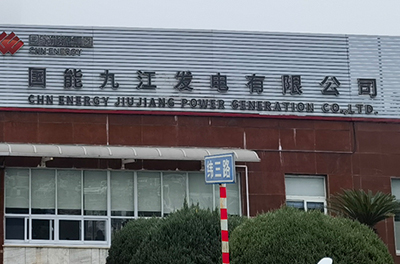 国家能源集团
CHN ENERGY
国能九江发电有限公司
CHN ENERGY JIUJIANG POWER GENERATION CO.,LTD.
纬三路